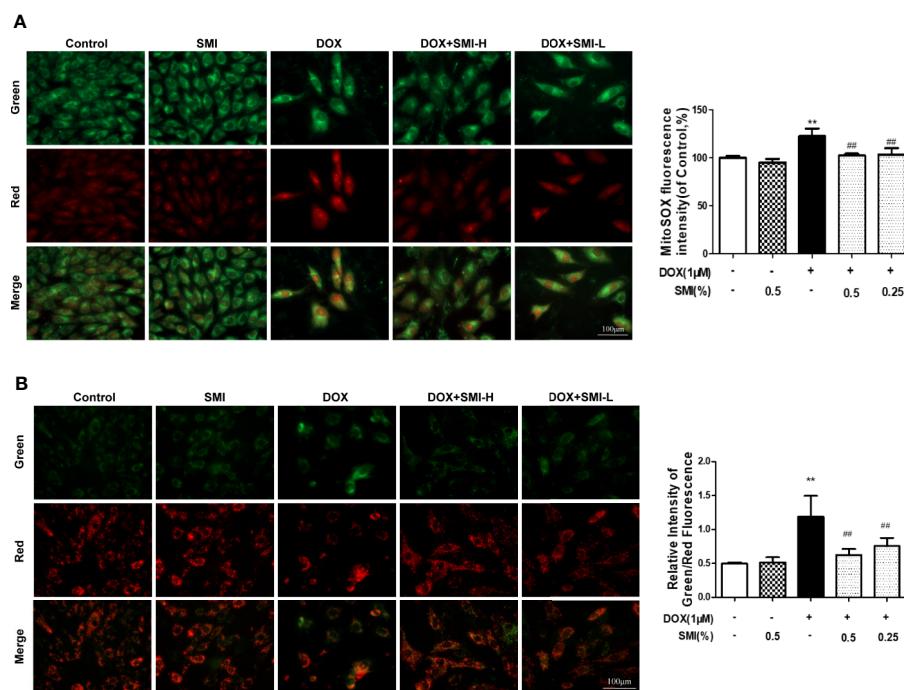 A
Control SMI DOX DOX+SMI-H DOX+SMI-L
Green
Red
Merge
100μm
MitoSOX fluorescence
intensity(of Control,%)
150
100
50
0
** ## ##
DOX(1μM) - - + + +
SMI(%) - 0.5 - 0.5 0.25
B
Control SMI DOX DOX+SMI-H DOX+SMI-L
Green
Red
Merge
100μm
Relative Intensity of
Green/Red Fluorescence
2.0
1.5
1.0
0.5
0.0
** ## ##
DOX(1μM) - - + + +
SMI(%) - 0.5 - 0.5 0.25